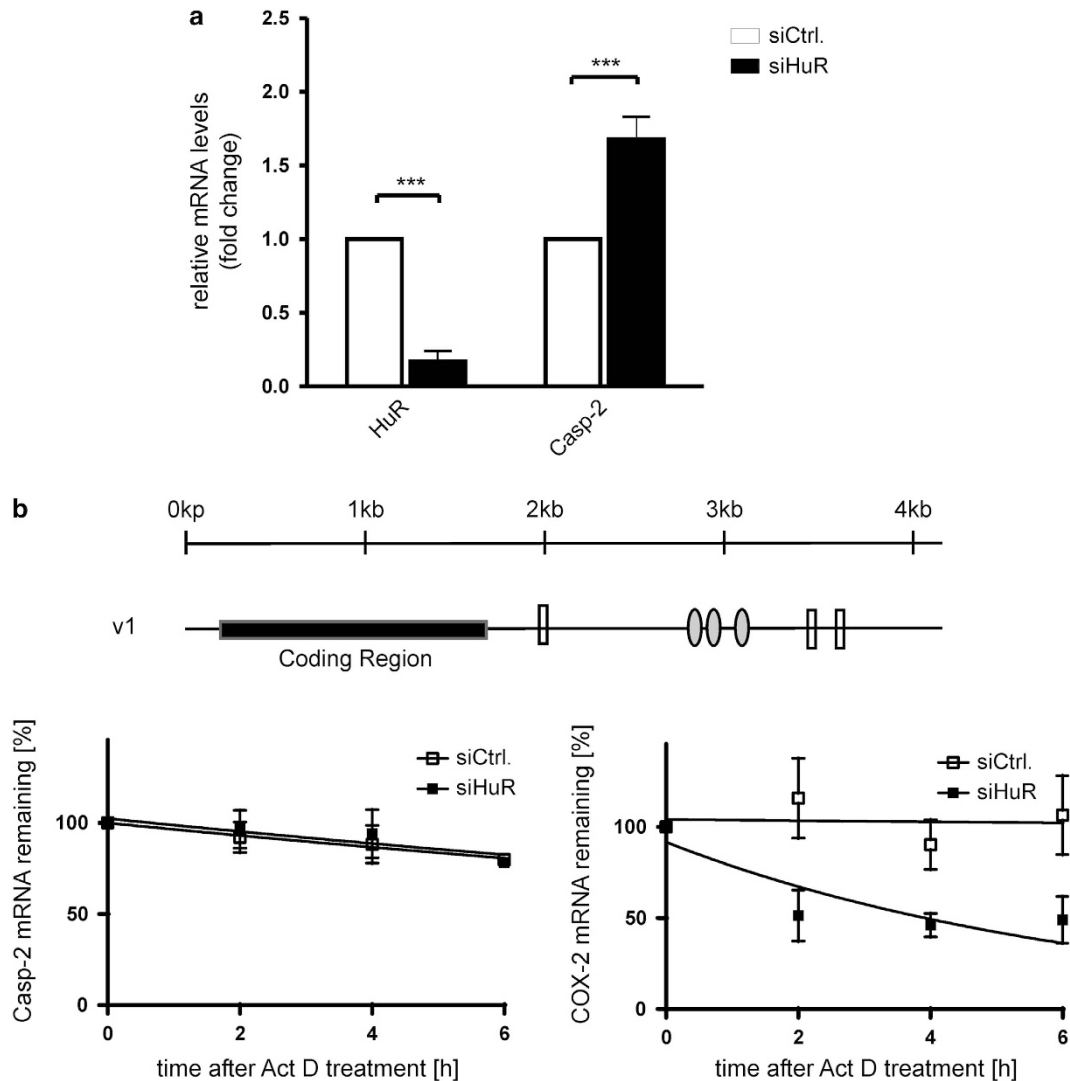 a
siCtrl.
siHuR
relative mRNA levels
(fold change)
2.5
2.0
1.5
1.0
0.5
0.0
***
***
HuR
Casp-2
b
0kp
1kb
2kb
3kb
4kb
v1
Coding Region
Casp-2 mRNA remaining [%]
100
50
0
siCtrl.
siHuR
0
2
4
6
time after Act D treatment [h]
COX-2 mRNA remaining [%]
100
50
0
siCtrl.
siHuR
0
2
4
6
time after Act D treatment [h]